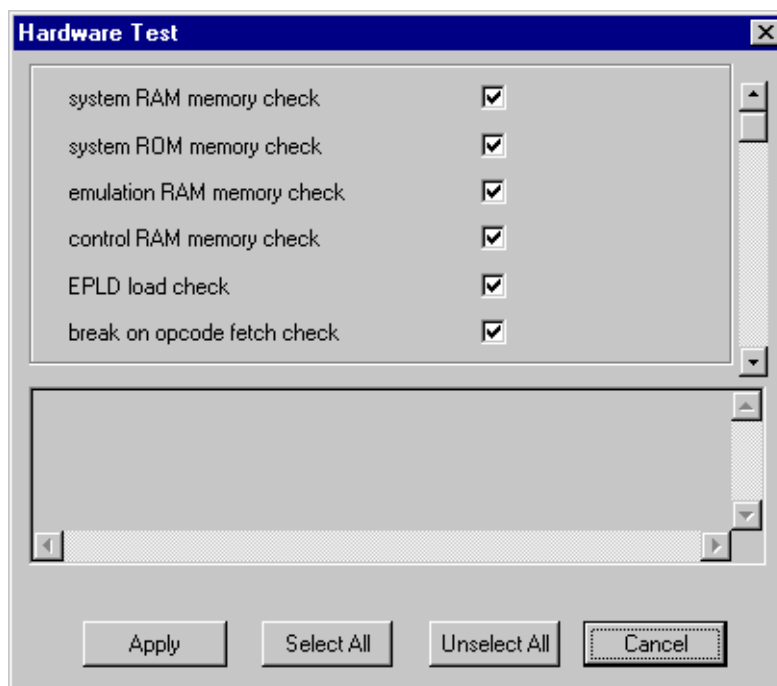 Hardware Test
system RAM memory check
system ROM memory check
emulation RAM memory check
control RAM memory check
EPLD load check
break on opcode fetch check
Apply
Select All
Unselect All
Cancel